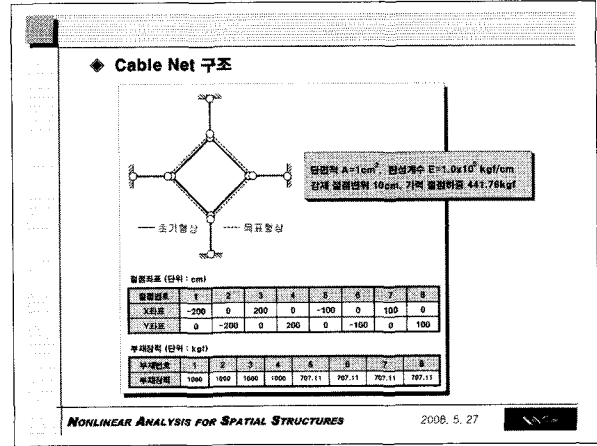 ◈ Cable Net 구조
단면적 A=1cm², 탄성계수 E=1.0x10⁶ kgf/cm
강제 절점변위 10cm, 기력 절점하중 441.76kgf
초기형상 목표형상
절점좌표 (단위 : cm)
절점번호 1 2 3 4 5 6 7 8
X좌표 -200 0 200 0 -100 0 100 0
Y좌표 0 -200 0 200 0 -100 0 100
부재장력 (단위 : kgf)
부재번호 1 2 3 4 5 6 7 8
부재장력 1000 1000 1000 1000 707.11 707.11 707.11 707.11
NONLINEAR ANALYSIS FOR SPATIAL STRUCTURES 2008. 5. 27